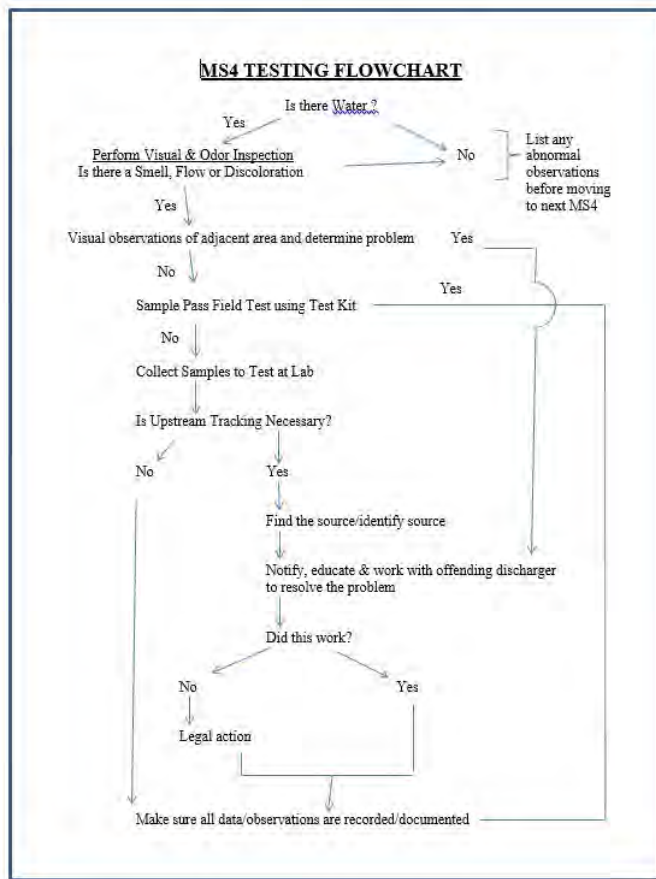 MS4 TESTING FLOWCHART
Is there Water ?
Yes
Perform Visual & Odor Inspection
Is there a Smell, Flow or Discoloration
No
List any
abnormal
observations
before moving
to next MS4
Yes
Visual observations of adjacent area and determine problem
Yes
No
Sample Pass Field Test using Test Kit
Yes
No
Collect Samples to Test at Lab
Is Upstream Tracking Necessary?
No
Yes
Find the source/identify source
Notify, educate & work with offending discharger
to resolve the problem
Did this work?
No
Yes
Legal action
Make sure all data/observations are recorded/documented